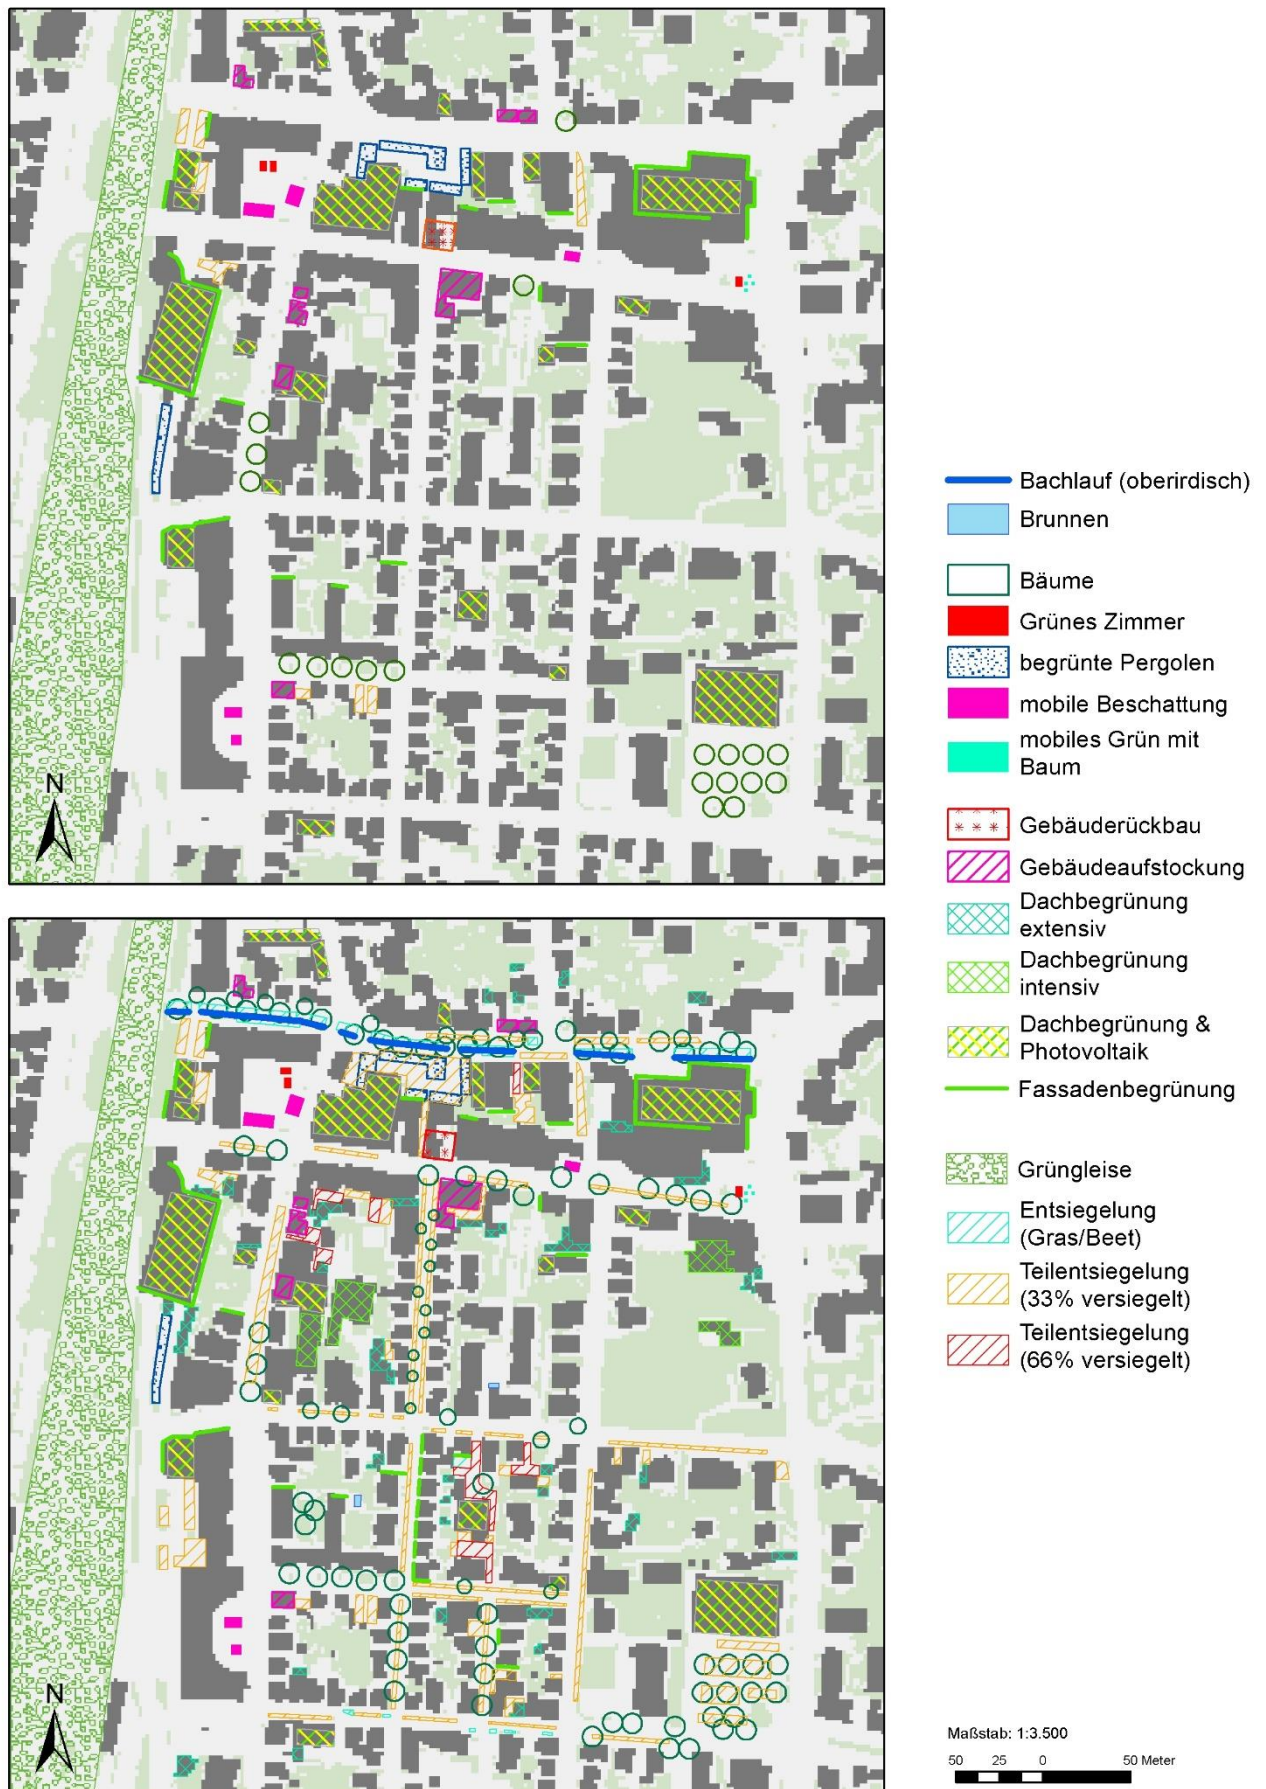 N
N
Bachlauf (oberirdisch)
Brunnen
Bäume
Grünes Zimmer
begrünte Pergolen
mobile Beschattung
mobiles Grün mit
Baum
Gebäuderückbau
Gebäudeaufstockung
Dachbegrünung
extensiv
Dachbegrünung
intensiv
Dachbegrünung &
Photovoltaik
Fassadenbegrünung
Grüngleise
Entsiegelung
(Gras/Beet)
Teilentsiegelung
(33% versiegelt)
Teilentsiegelung
(66% versiegelt)
Maßstab: 1:3.500
50 25 0 50 Meter